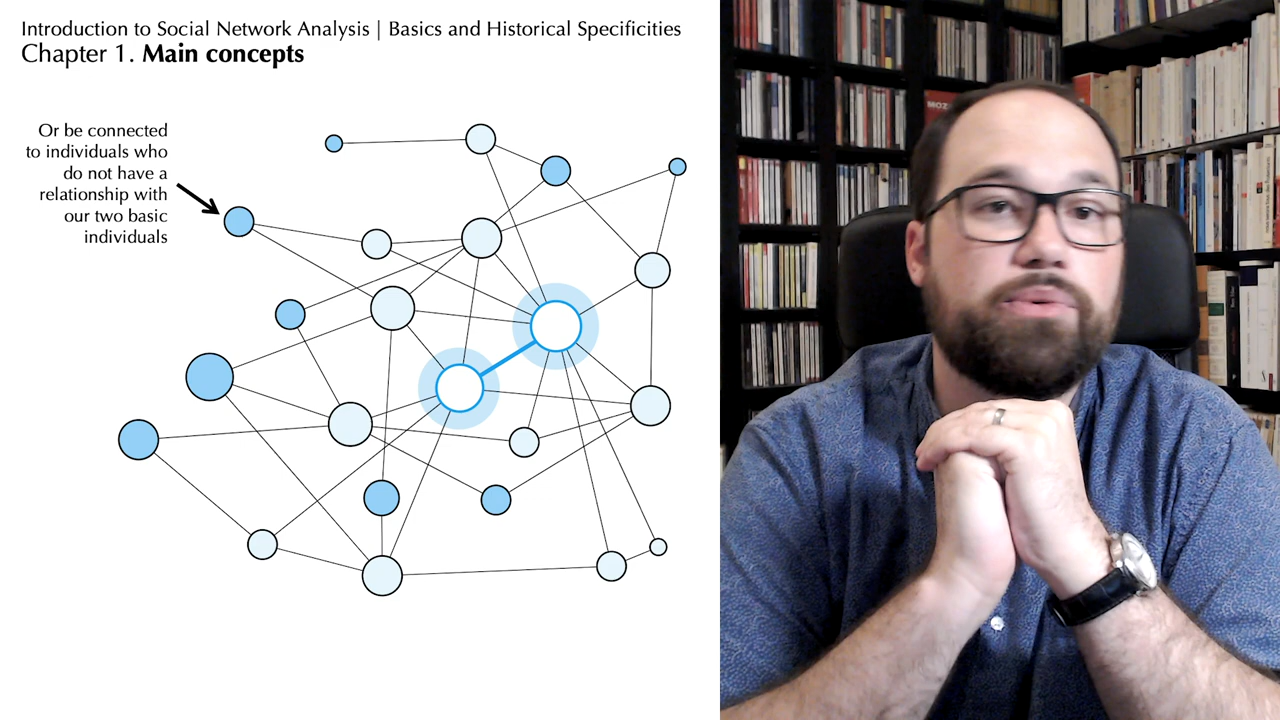 Introduction to Social Network Analysis | Basics and Historical Specificities
Chapter 1. Main concepts
Or be connected
to individuals who
do not have a
relationship with
our two basic
individuals
MOZ